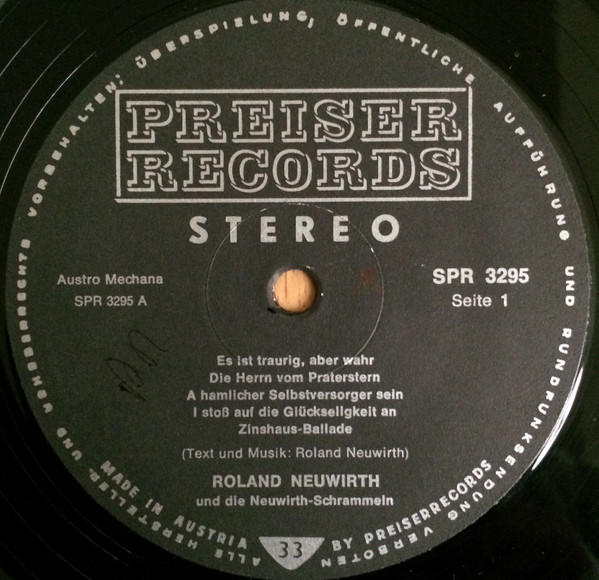 ALLE HERSTELLER- UND URHEBERRECHTE VORBEHALTEN; ÜBERSPIELUNG, ÖFFENTLICHE AUFFÜHRUNG UND RUNDFUNKSENDUNG VERBOTEN
PREISER
RECORDS
STEREO
Austro Mechana
SPR 3295 A
SPR 3295
Seite 1
Es ist traurig, aber wahr
Die Herrn vom Praterstern
A hamlicher Selbstversorger sein
I stoß auf die Glückseligkeit an
Zinshaus-Ballade
(Text und Musik: Roland Neuwirth)
ROLAND NEUWIRTH
und die Neuwirth-Schrammeln
MADE IN AUSTRIA
33
BY PREISERRECORDS